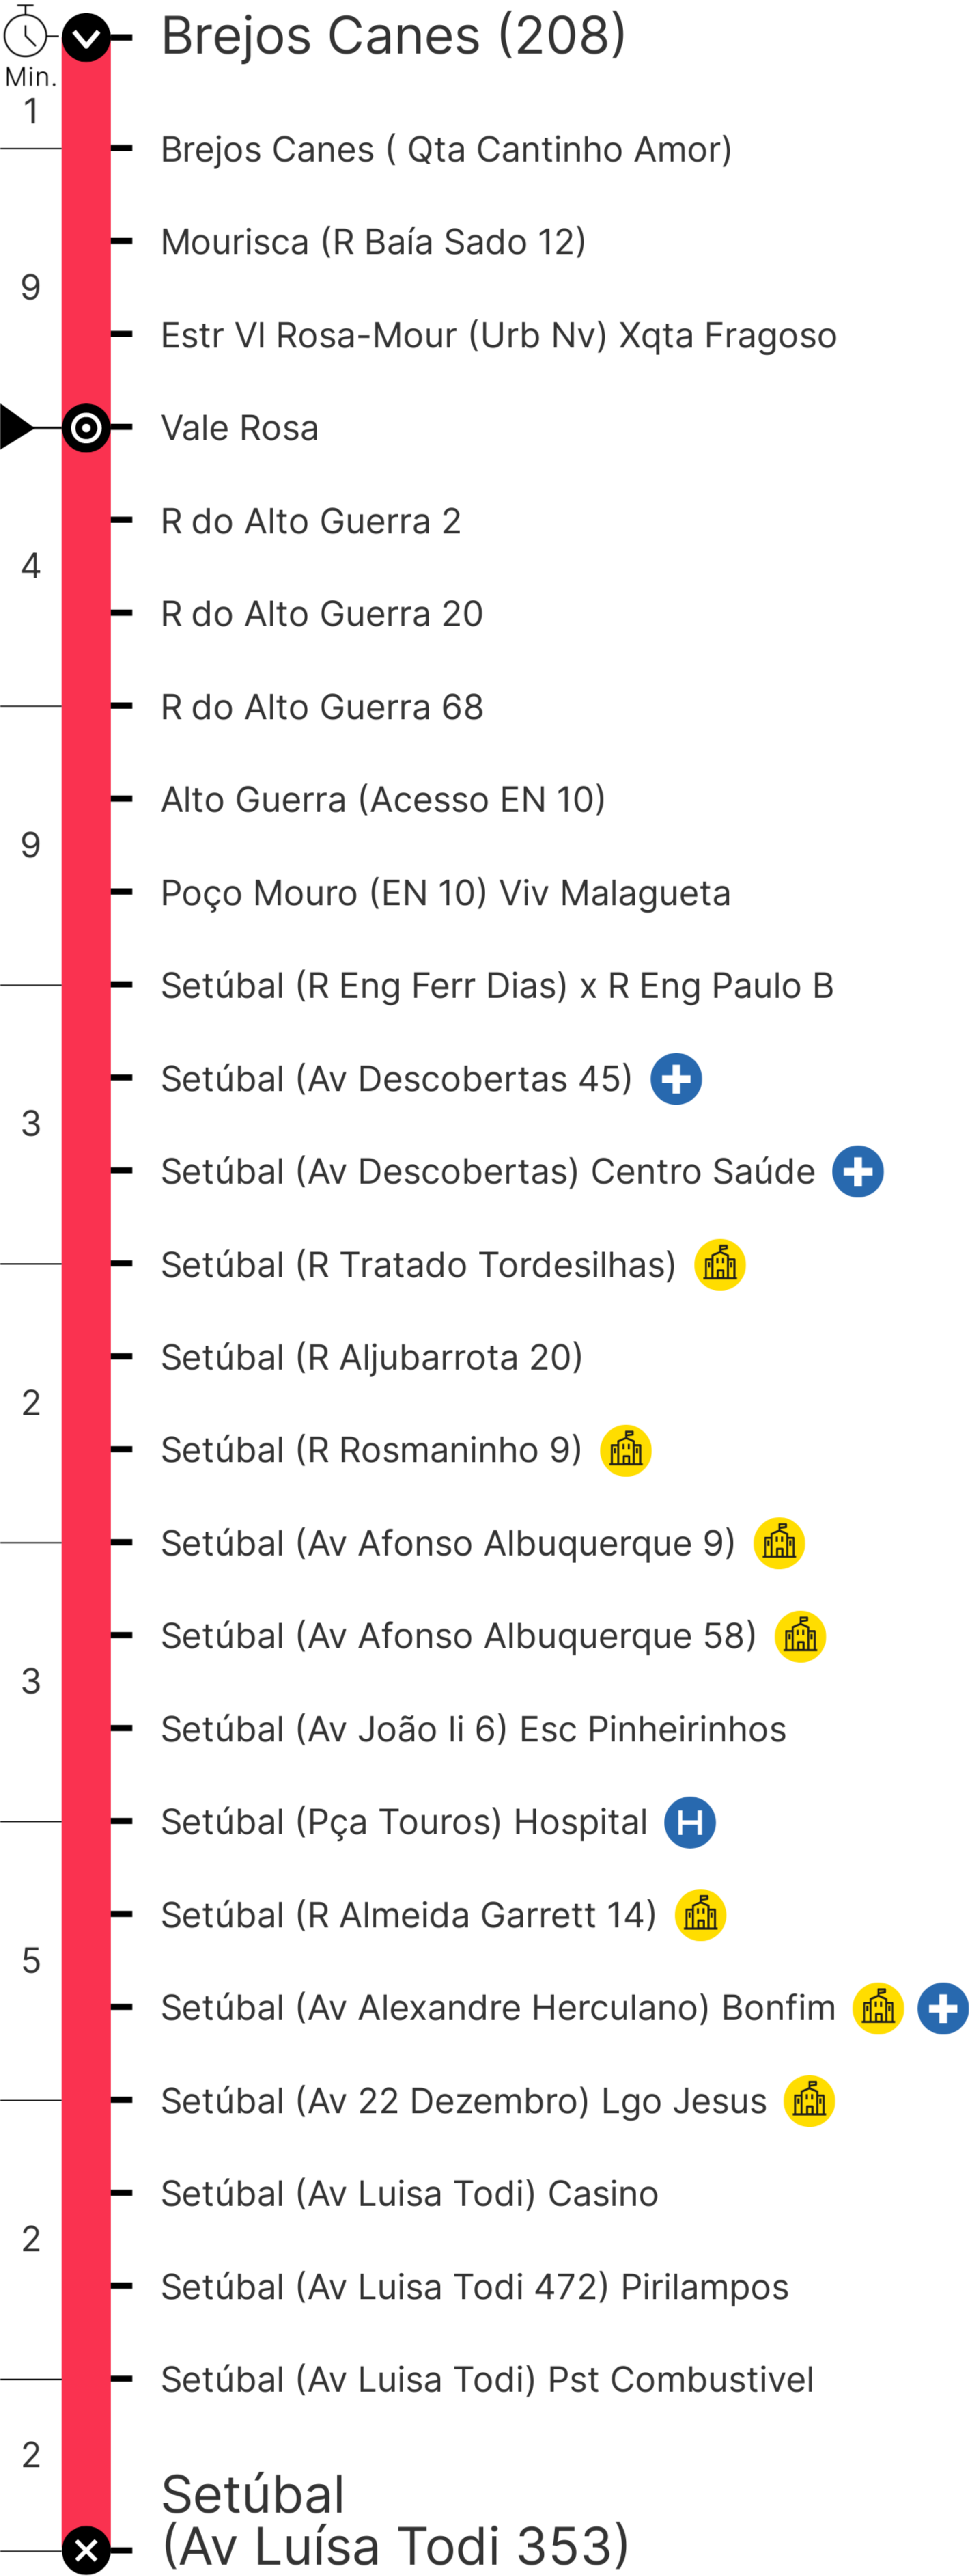 Brejos Canes (208)
Min.
1
Brejos Canes ( Qta Cantinho Amor)
Mourisca (R Baía Sado 12)
9
Estr Vl Rosa-Mour (Urb Nv) Xqta Fragoso
Vale Rosa
R do Alto Guerra 2
4
R do Alto Guerra 20
R do Alto Guerra 68
Alto Guerra (Acesso EN 10)
9
Poço Mouro (EN 10) Viv Malagueta
Setúbal (R Eng Ferr Dias) x R Eng Paulo B
Setúbal (Av Descobertas 45)
3
Setúbal (Av Descobertas) Centro Saúde
Setúbal (R Tratado Tordesilhas)
Setúbal (R Aljubarrota 20)
2
Setúbal (R Rosmaninho 9)
Setúbal (Av Afonso Albuquerque 9)
Setúbal (Av Afonso Albuquerque 58)
3
Setúbal (Av João Ii 6) Esc Pinheirinhos
Setúbal (Pça Touros) Hospital H
Setúbal (R Almeida Garrett 14)
5
Setúbal (Av Alexandre Herculano) Bonfim
Setúbal (Av 22 Dezembro) Lgo Jesus
Setúbal (Av Luisa Todi) Casino
2
Setúbal (Av Luisa Todi 472) Pirilampos
Setúbal (Av Luisa Todi) Pst Combustivel
2
Setúbal
(Av Luísa Todi 353)